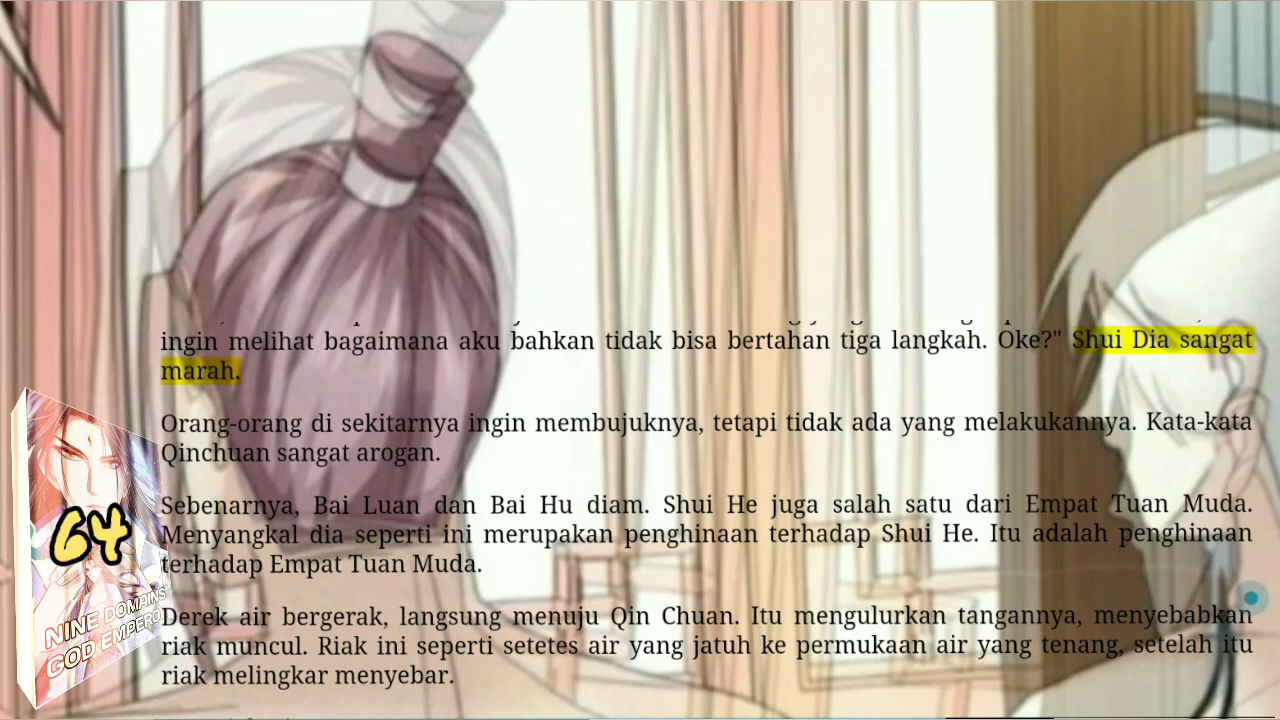 ingin melihat bagaimana aku bahkan tidak bisa bertahan tiga langkah. Oke?" Shui Dia sangat
marah.
Orang-orang di sekitarnya ingin membujuknya, tetapi tidak ada yang melakukannya. Kata-kata
Qinchuan sangat arogan.
Sebenarnya, Bai Luan dan Bai Hu diam. Shui He juga salah satu dari Empat Tuan Muda.
Menyangkal dia seperti ini merupakan penghinaan terhadap Shui He. Itu adalah penghinaan
terhadap Empat Tuan Muda.
Derek air bergerak, langsung menuju Qin Chuan. Itu mengulurkan tangannya, menyebabkan
riak muncul. Riak ini seperti setetes air yang jatuh ke permukaan air yang tenang, setelah itu
riak melingkar menyebar.
64
NINE DOMAINS
GOD EMPEROR